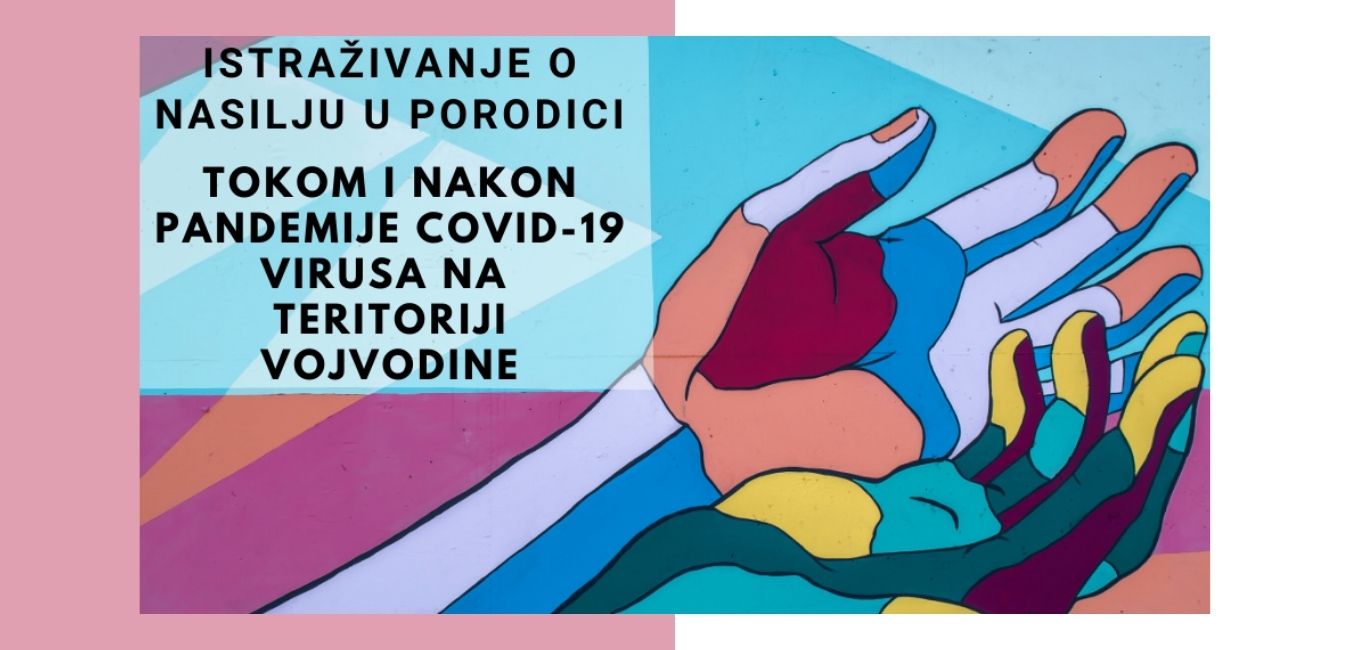 ISTRAŽIVANJE O
NASILJU U PORODICI
TOKOM I NAKON
PANDEMIJE COVID-19
VIRUSA NA
TERITORIJI
VOJVODINE